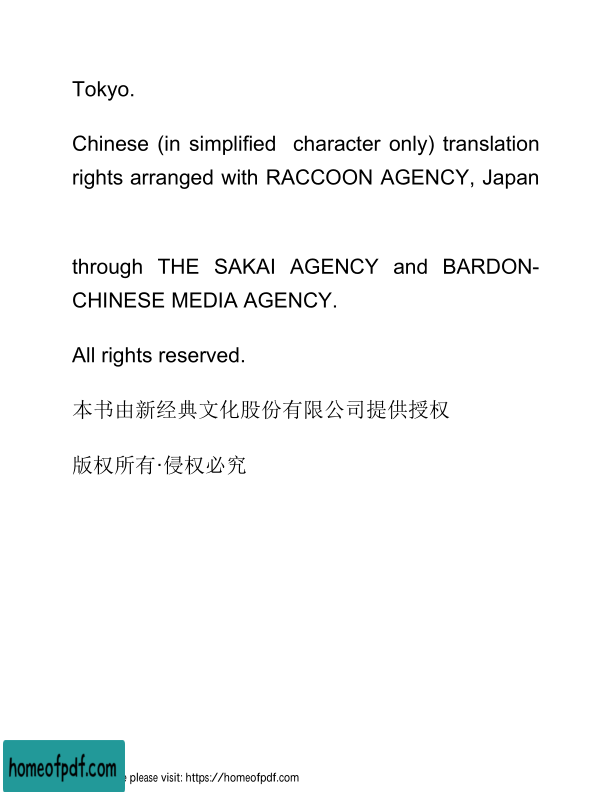 Tokyo.
Chinese (in simplified character only) translation
rights arranged with RACCOON AGENCY, Japan
through THE SAKAI AGENCY and BARDON-
CHINESE MEDIA AGENCY.
All rights reserved.
本书由新经典文化股份有限公司提供授权
版权所有·侵权必究
homeofpdf.com
please visit: https://homeofpdf.com